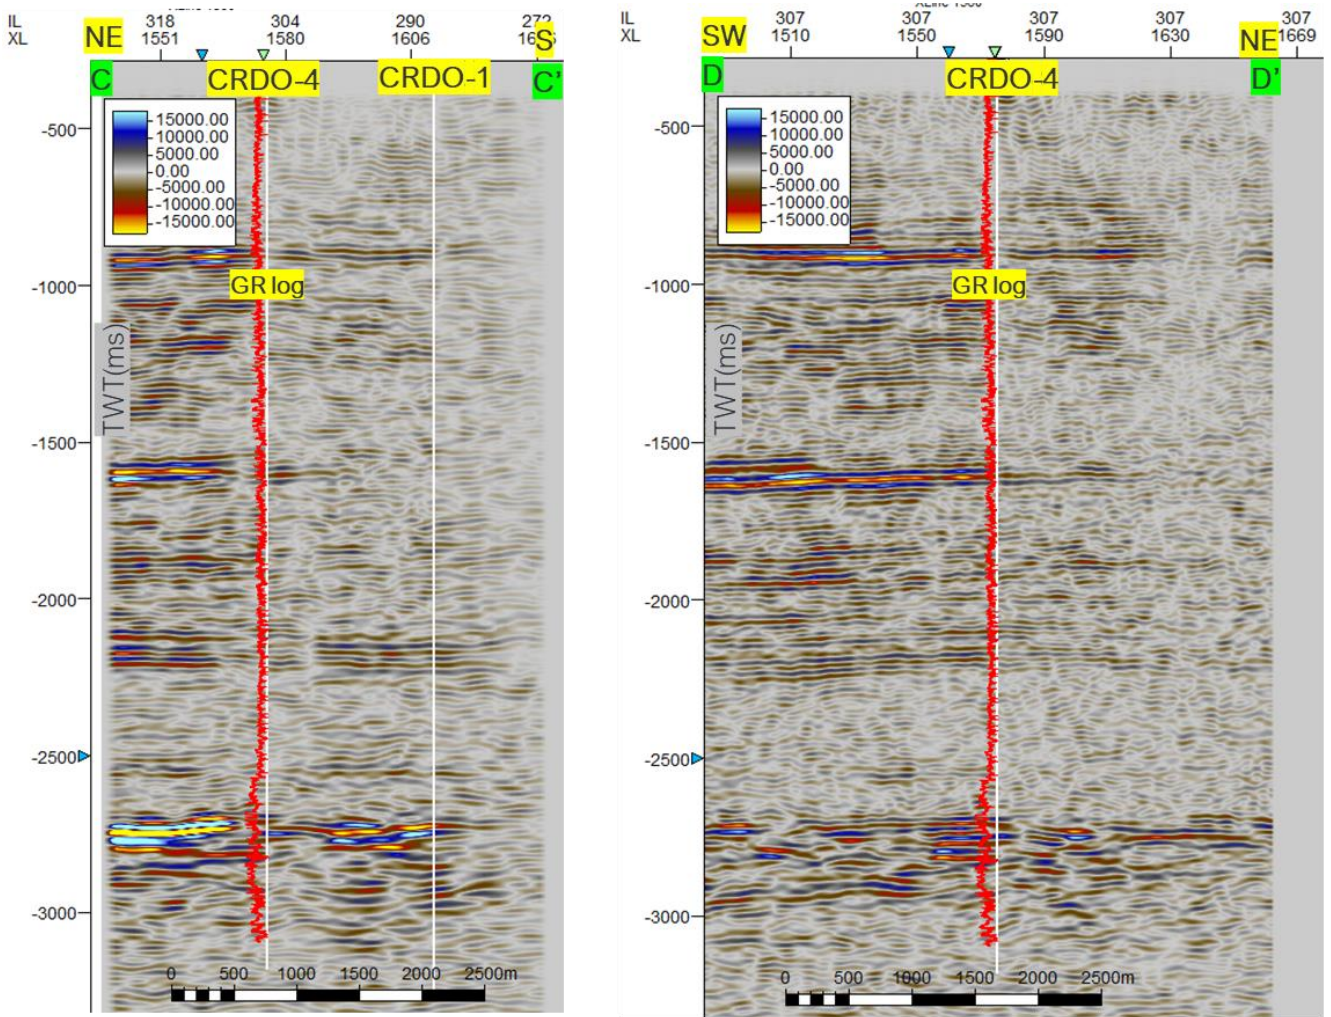 IL 318 304 290 272
XL 1551 1580 1606
NE S
C CRDO-4 CRDO-1 C'
15000.00
10000.00
5000.00
0.00
-5000.00
-10000.00
-15000.00
GR log
TWT(ms)
-500
-1000
-1500
-2000
-2500
-3000
0 500 1000 1500 2000 2500m
IL 307 307 307 307 307
XL 1510 1550 1590 1630 1669
SW NE
D CRDO-4 D'
15000.00
10000.00
5000.00
0.00
-5000.00
-10000.00
-15000.00
GR log
TWT(ms)
-500
-1000
-1500
-2000
-2500
-3000
0 500 1000 1500 2000 2500m